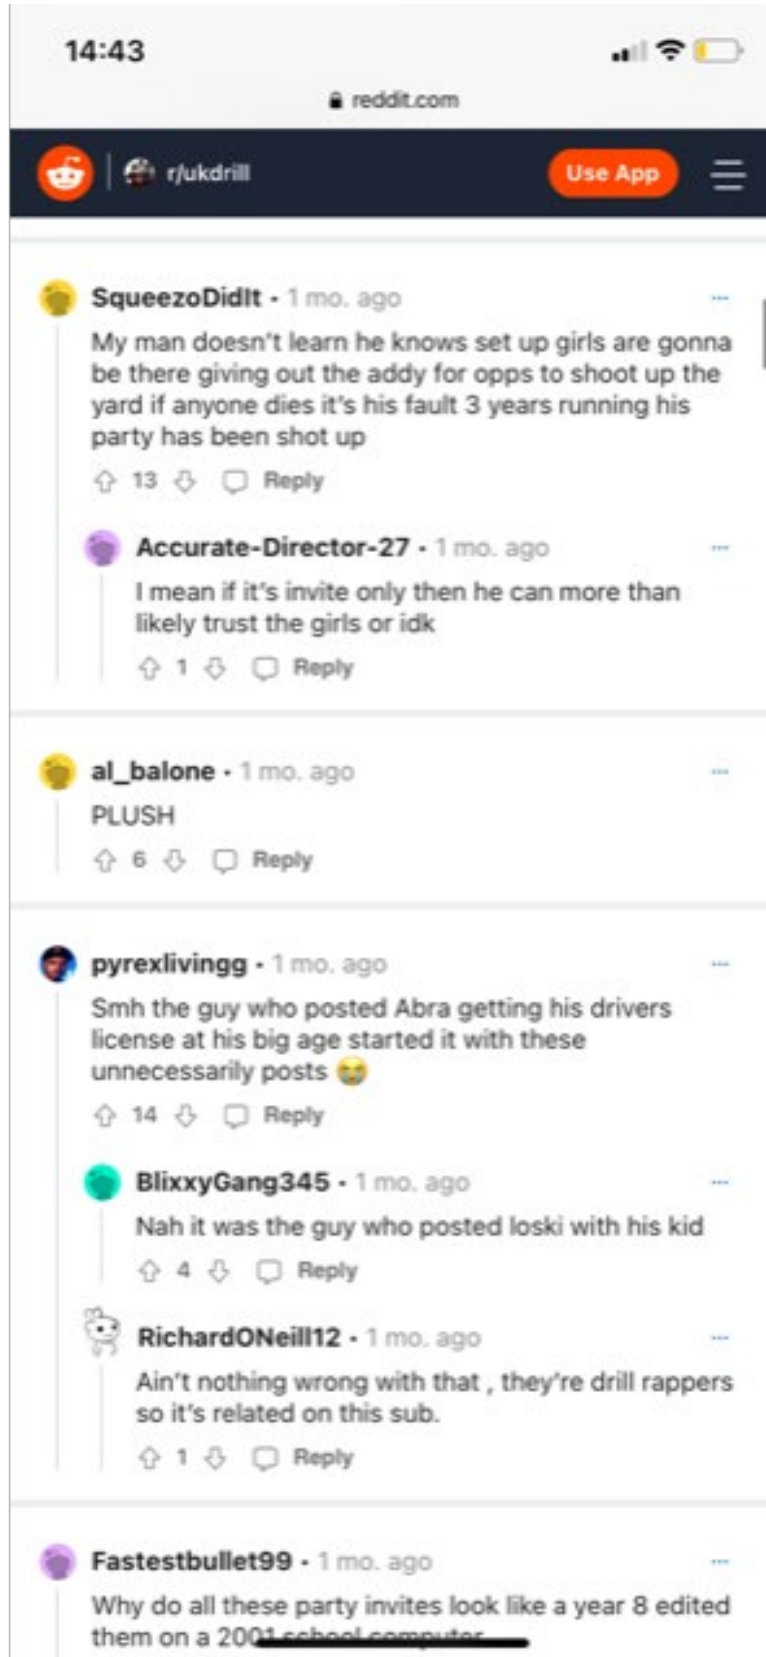 14:43
reddit.com
r/ukdrill
Use App
SqueezoDidIt • 1 mo. ago
My man doesn't learn he knows set up girls are gonna
be there giving out the addy for opps to shoot up the
yard if anyone dies it's his fault 3 years running his
party has been shot up
13 Reply
Accurate-Director-27 • 1 mo. ago
I mean if it's invite only then he can more than
likely trust the girls or idk
1 Reply
al_balone • 1 mo. ago
PLUSH
6 Reply
pyrexlivingg • 1 mo. ago
Smh the guy who posted Abra getting his drivers
license at his big age started it with these
unnecessarily posts 😭
14 Reply
BlixxyGang345 • 1 mo. ago
Nah it was the guy who posted loski with his kid
4 Reply
RichardONeill12 • 1 mo. ago
Ain't nothing wrong with that , they're drill rappers
so it's related on this sub.
1 Reply
Fastestbullet99 • 1 mo. ago
Why do all these party invites look like a year 8 edited
them on a 2001 school computer